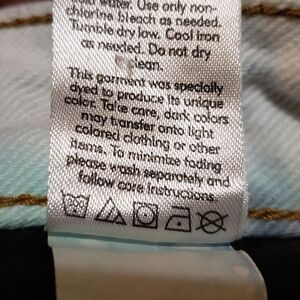 cold water. Use only non-
chlorine bleach as needed.
Tumble dry low. Cool iron
as needed. Do not dry
clean.
This garment was specially
dyed to produce its unique
color. Take care, dark colors
may transfer onto light
colored clothing or other
items. To minimize fading
please wash separately and
follow care instructions.